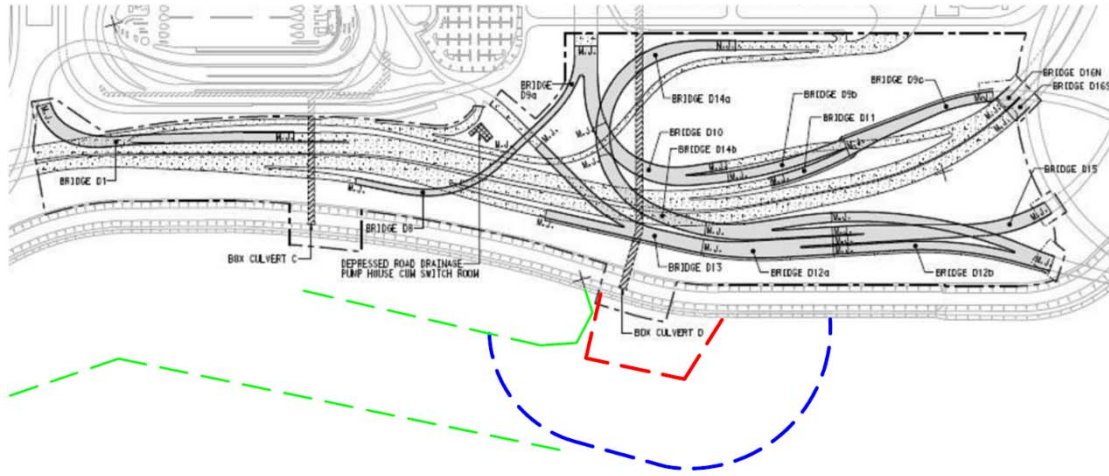 M.J.
M.J.
BRIDGE
D9a
BRIDGE D14a
BRIDGE D9b
BRIDGE D11
BRIDGE D9c
M.J.
BRIDGE D16N
BRIDGE D16S
M.J.
M.J.
M.J.
M.J.
BRIDGE D10
BRIDGE D14b
M.J.
M.J.
M.J.
BRIDGE D1
M.J.
BRIDGE D8
BRIDGE D15
M.J.
M.J.
M.J.
M.J.
M.J.
M.J.
BOX CULVERT C
DEPRESSED ROAD DRAINAGE
PUMP HOUSE CUM SWITCH ROOM
BRIDGE D13
BRIDGE D12a
BRIDGE D12b
BOX CULVERT D